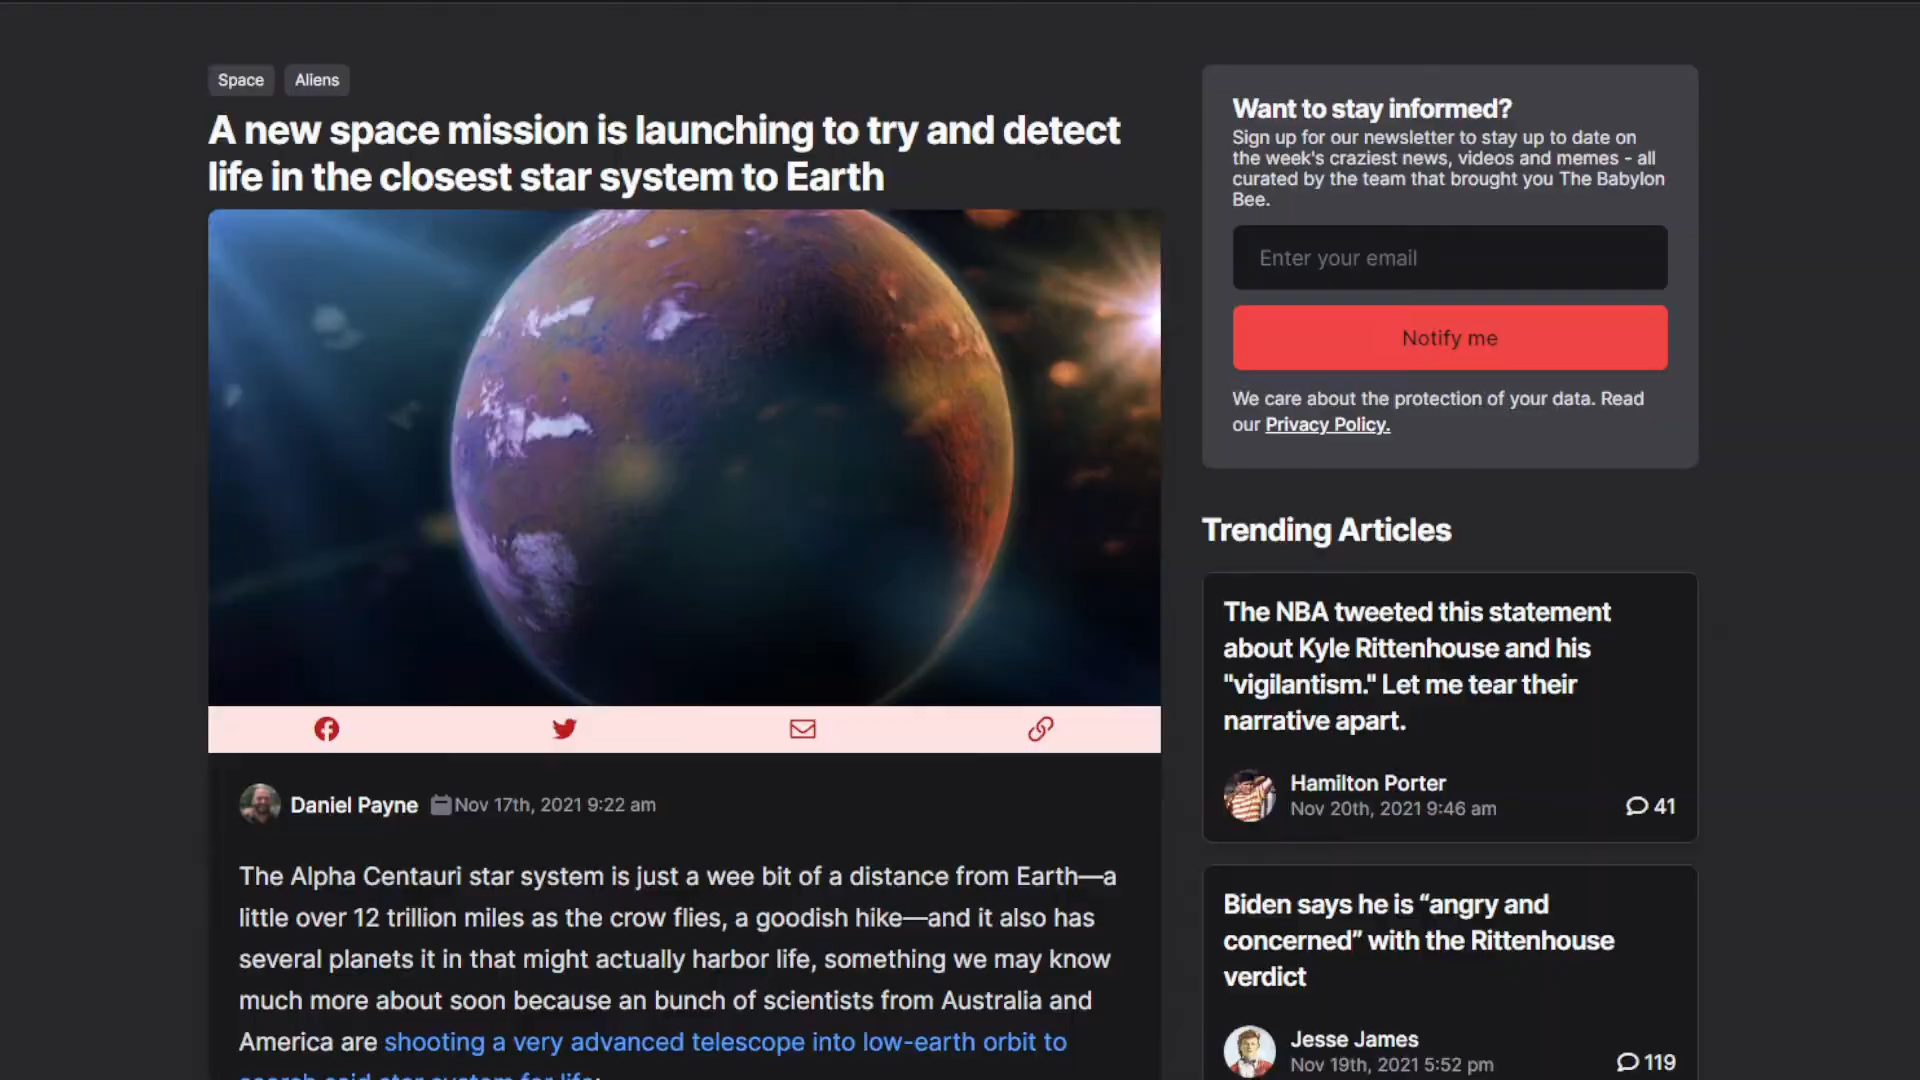 Space
Aliens
A new space mission is launching to try and detect
life in the closest star system to Earth
Daniel Payne
Nov 17th, 2021 9:22 am
The Alpha Centauri star system is just a wee bit of a distance from Earth—a
little over 12 trillion miles as the crow flies, a goodish hike—and it also has
several planets it in that might actually harbor life, something we may know
much more about soon because an bunch of scientists from Australia and
America are shooting a very advanced telescope into low-earth orbit to
search said star system for life:
Want to stay informed?
Sign up for our newsletter to stay up to date on
the week's craziest news, videos and memes - all
curated by the team that brought you The Babylon
Bee.
Enter your email
Notify me
We care about the protection of your data. Read
our Privacy Policy.
Trending Articles
The NBA tweeted this statement
about Kyle Rittenhouse and his
"vigilantism." Let me tear their
narrative apart.
Hamilton Porter
Nov 20th, 2021 9:46 am
41
Biden says he is “angry and
concerned” with the Rittenhouse
verdict
Jesse James
Nov 19th, 2021 5:52 pm
119